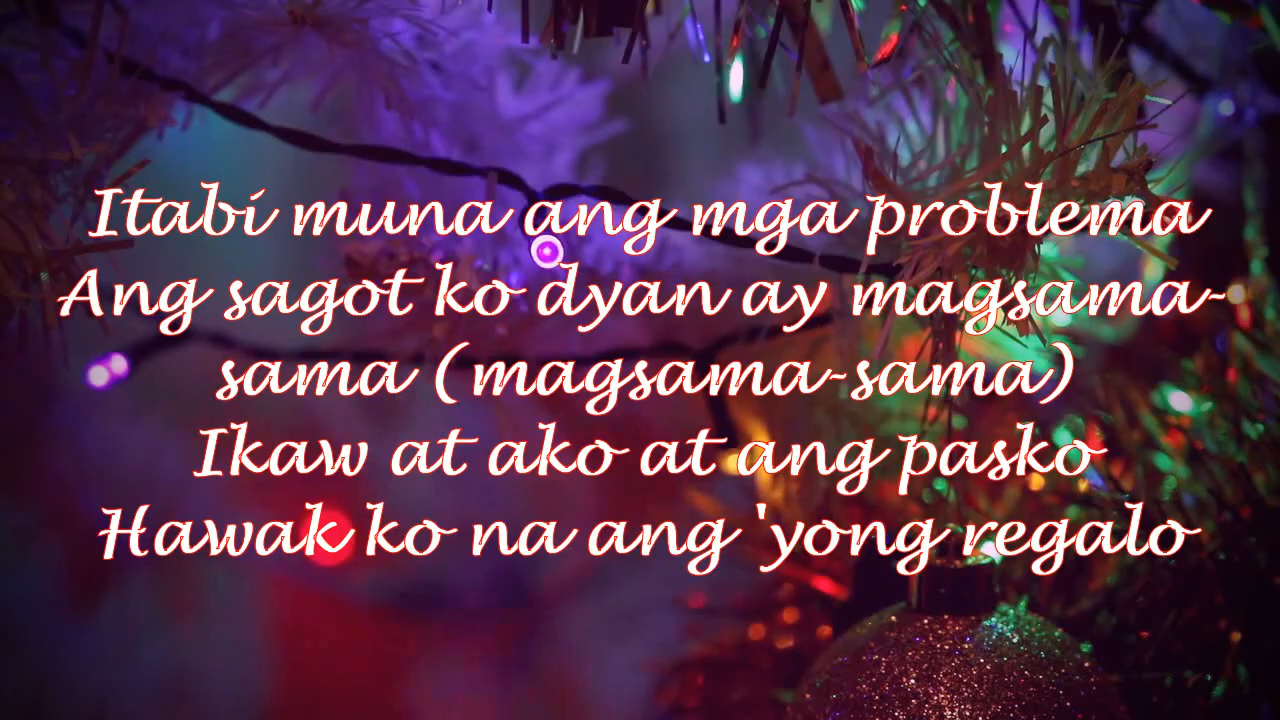 Itabi muna ang mga problema
Ang sagot ko dyan ay magsama-
sama (magsama-sama)
Ikaw at ako at ang pasko
Hawak ko na ang 'yong regalo